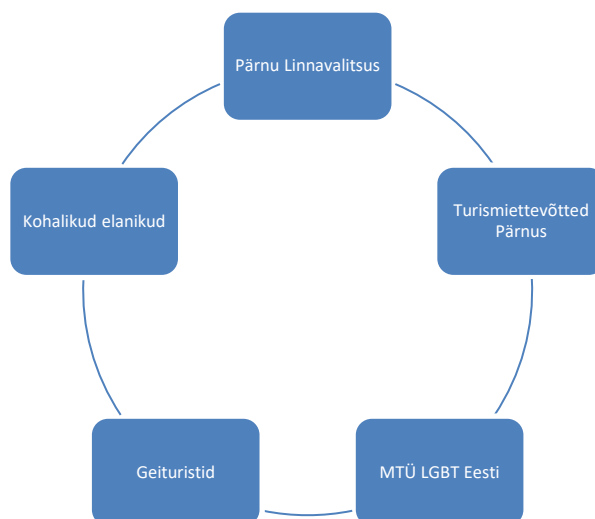 Pärnu Linnavalitsus
Turismiettevõtted
Pärnus
MTÜ LGBT Eesti
Geituristid
Kohalikud elanikud